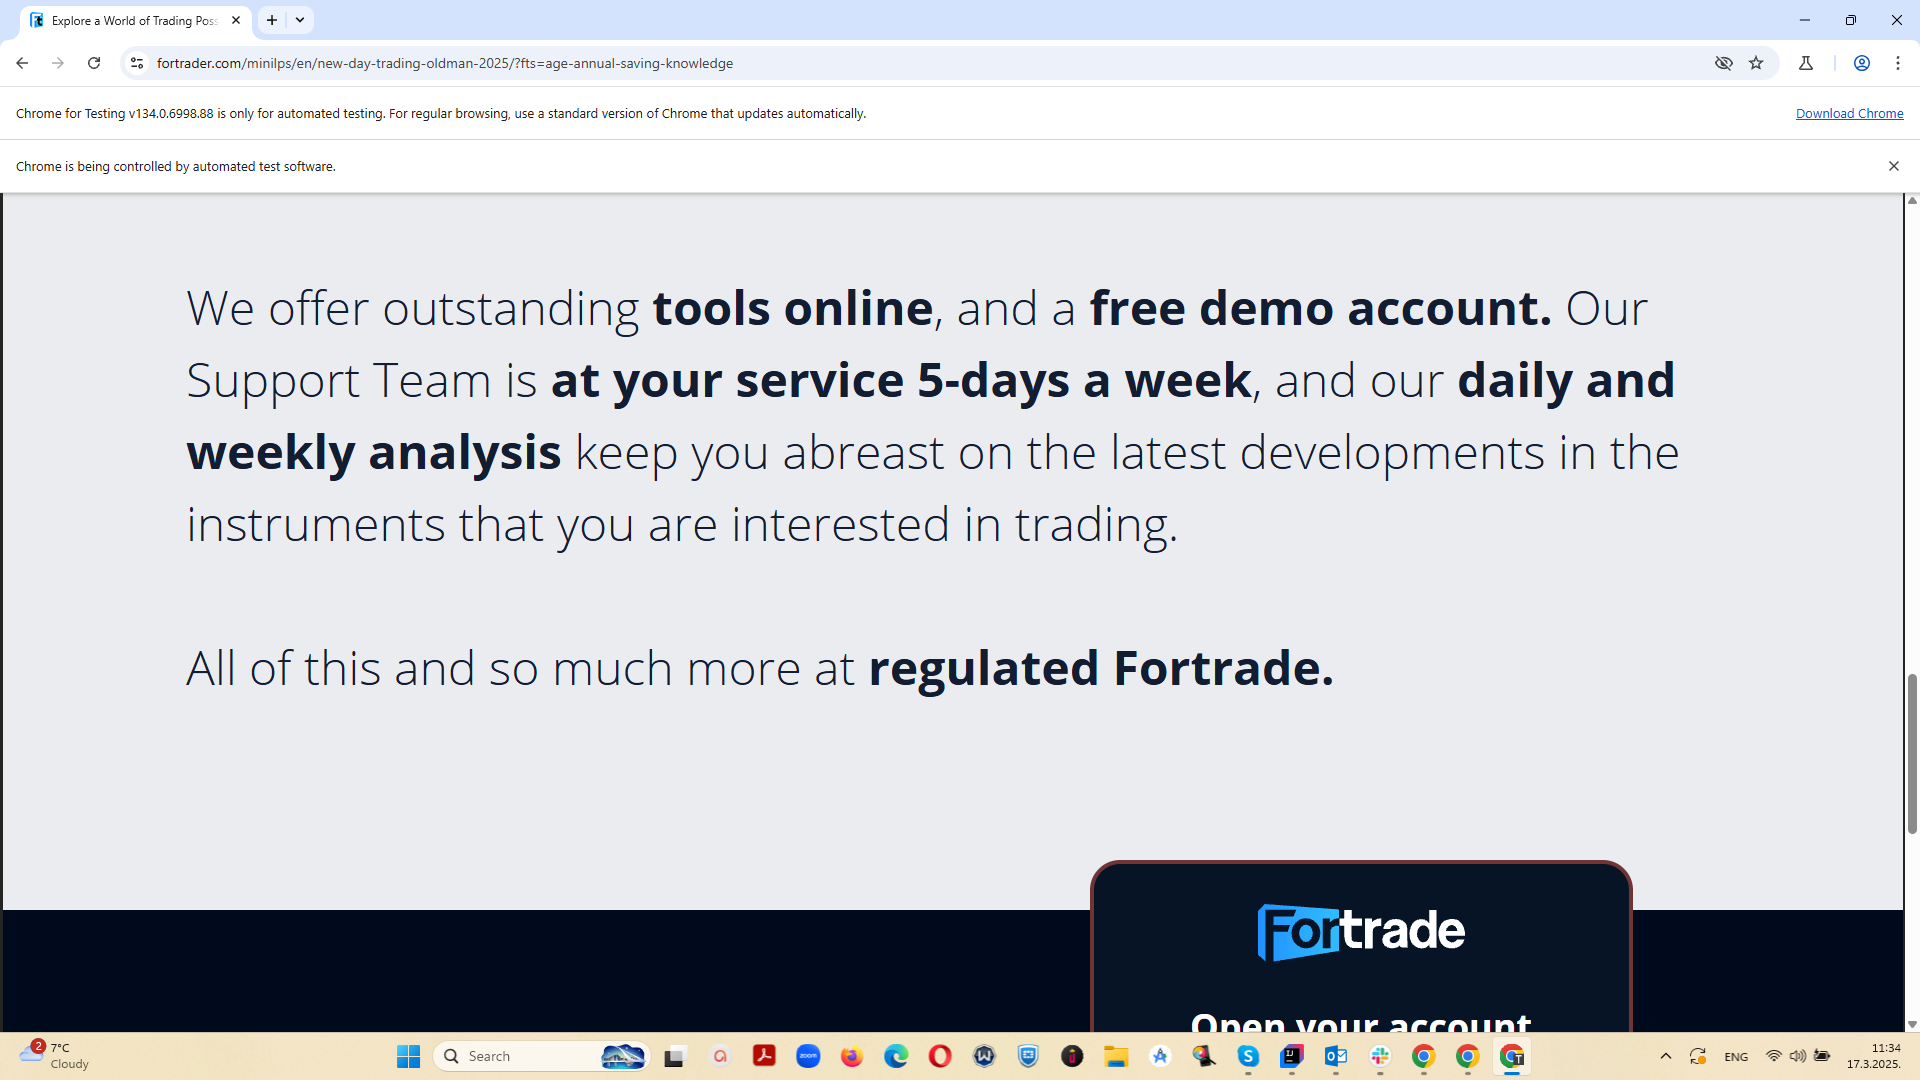 Explore a World of Trading Poss
fortrader.com/minilps/en/new-day-trading-oldman-2025/?fts=age-annual-saving-knowledge
Chrome for Testing v134.0.6998.88 is only for automated testing. For regular browsing, use a standard version of Chrome that updates automatically.
Download Chrome
Chrome is being controlled by automated test software.
We offer outstanding tools online, and a free demo account. Our
Support Team is at your service 5-days a week, and our daily and
weekly analysis keep you abreast on the latest developments in the
instruments that you are interested in trading.
All of this and so much more at regulated Fortrade.
Fortrade
Open your account
2
7°C
Cloudy
Search
zoom
ENG
11:34
17.3.2025.